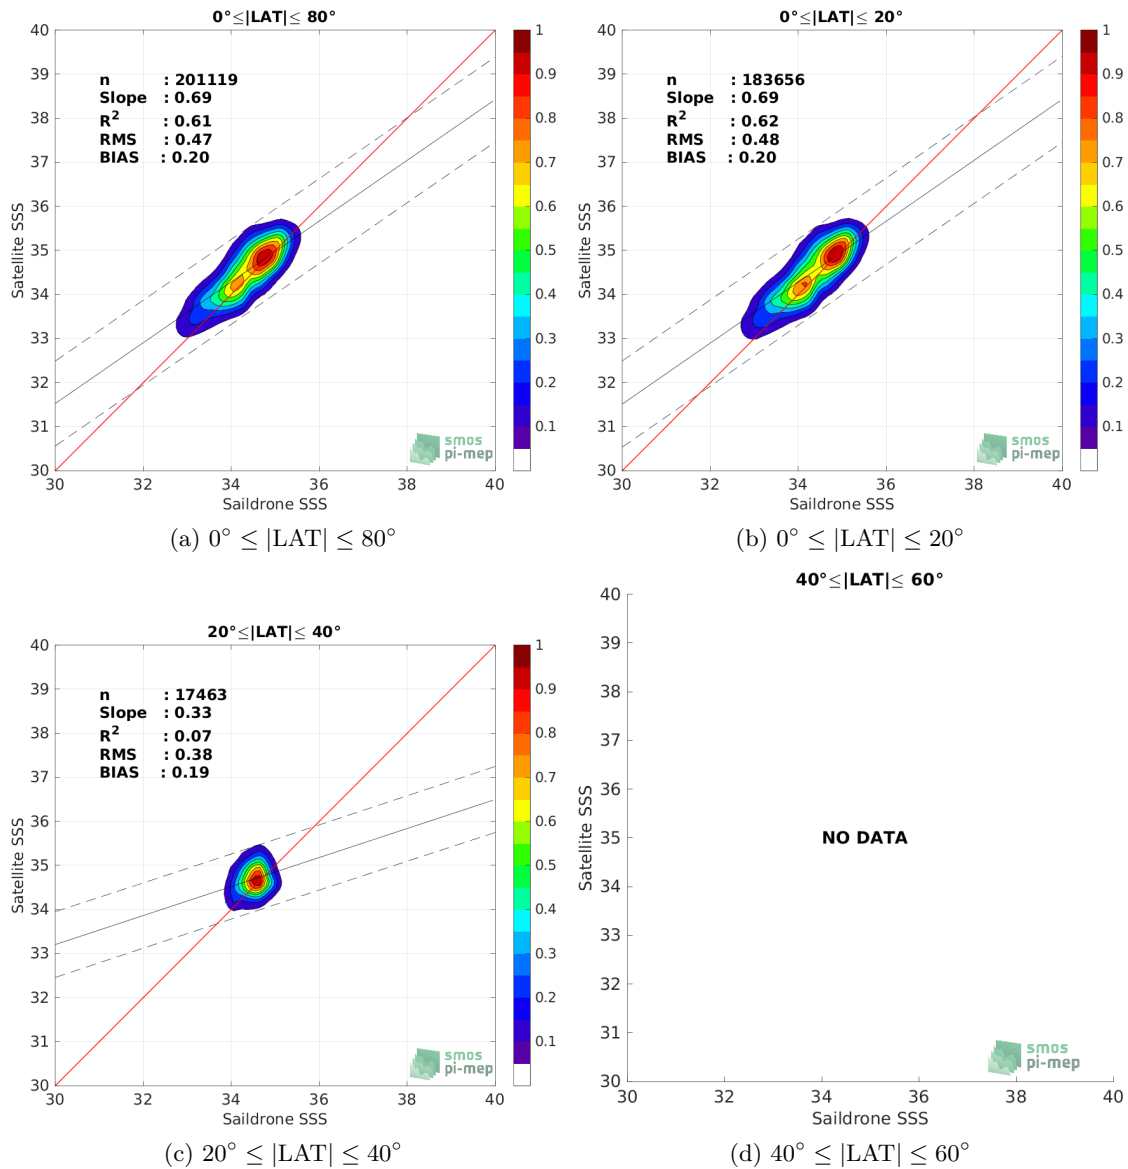 0°≤|LAT|≤ 80°
40
39
38
37
36
35
34
33
32
31
30
Satellite SSS
n : 201119
Slope : 0.69
R2 : 0.61
RMS : 0.47
BIAS : 0.20
smos
pi-mep
30 32 34 36 38 40
Saildrone SSS
1
0.9
0.8
0.7
0.6
0.5
0.4
0.3
0.2
0.1
(a) 0° ≤ |LAT| ≤ 80°
0°≤|LAT|≤ 20°
40
39
38
37
36
35
34
33
32
31
30
Satellite SSS
n : 183656
Slope : 0.69
R2 : 0.62
RMS : 0.48
BIAS : 0.20
smos
pi-mep
30 32 34 36 38 40
Saildrone SSS
1
0.9
0.8
0.7
0.6
0.5
0.4
0.3
0.2
0.1
(b) 0° ≤ |LAT| ≤ 20°
20°≤|LAT|≤ 40°
40
39
38
37
36
35
34
33
32
31
30
Satellite SSS
n : 17463
Slope : 0.33
R2 : 0.07
RMS : 0.38
BIAS : 0.19
smos
pi-mep
30 32 34 36 38 40
Saildrone SSS
1
0.9
0.8
0.7
0.6
0.5
0.4
0.3
0.2
0.1
(c) 20° ≤ |LAT| ≤ 40°
40°≤|LAT|≤ 60°
40
39
38
37
36
35
34
33
32
31
30
Satellite SSS
NO DATA
smos
pi-mep
30 32 34 36 38 40
Saildrone SSS
(d) 40° ≤ |LAT| ≤ 60°